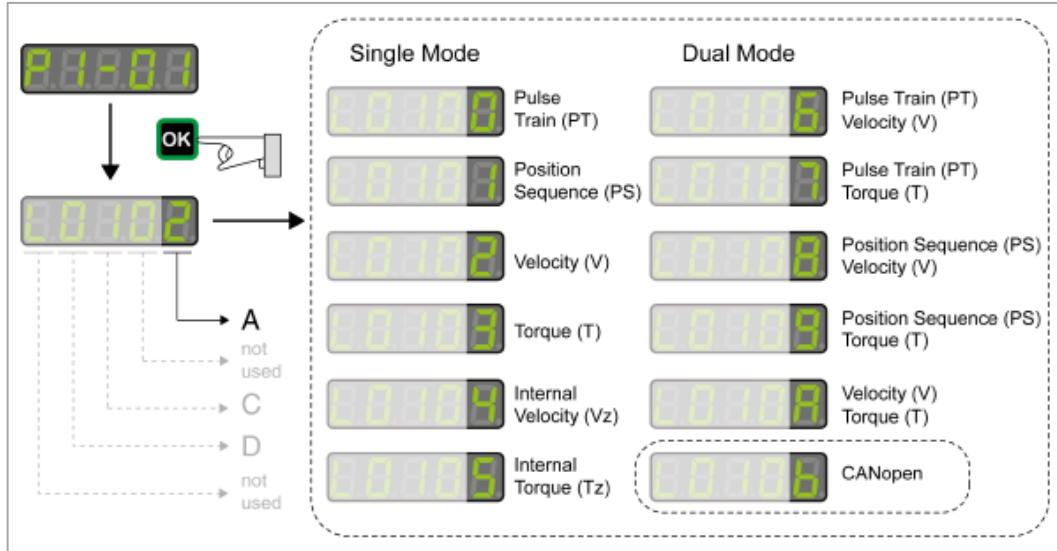 P1-01
OK
L0102
A
not
used
C
D
not
used
Single Mode
L0100
Pulse
Train (PT)
L0101
Position
Sequence (PS)
L0102
Velocity (V)
L0103
Torque (T)
L0104
Internal
Velocity (Vz)
L0105
Internal
Torque (Tz)
Dual Mode
L0106
Pulse Train (PT)
Velocity (V)
L0107
Pulse Train (PT)
Torque (T)
L0108
Position Sequence (PS)
Velocity (V)
L0109
Position Sequence (PS)
Torque (T)
L010A
Velocity (V)
Torque (T)
L010b
CANopen